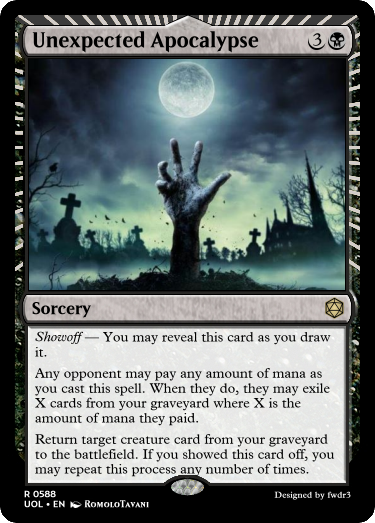 Unexpected Apocalypse 3
Sorcery
Showoff — You may reveal this card as you draw
it.
Any opponent may pay any amount of mana as
you cast this spell. When they do, they may exile
X cards from your graveyard where X is the
amount of mana they paid.
Return target creature card from your graveyard
to the battlefield. If you showed this card off, you
may repeat this process any number of times.
R 0588
UOL • EN RomoloTavani
Designed by fwdr3